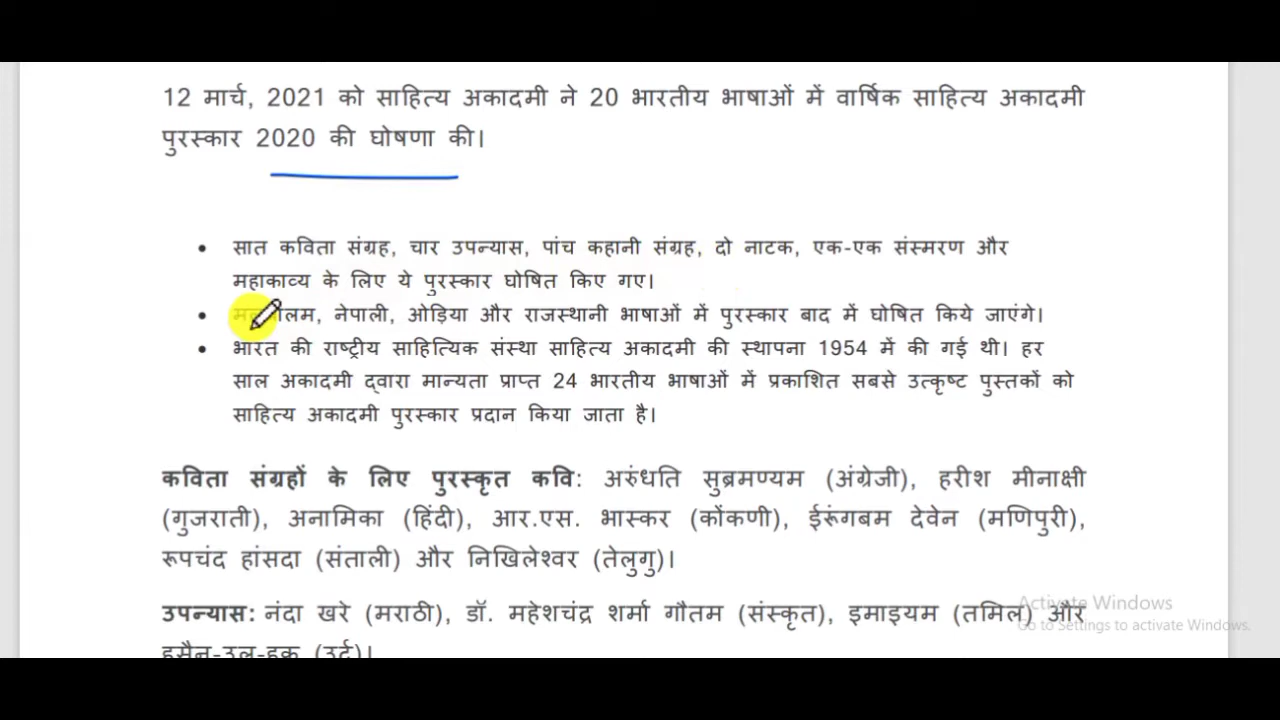 12 मार्च, 2021 को साहित्य अकादमी ने 20 भारतीय भाषाओं में वार्षिक साहित्य अकादमी
पुरस्कार 2020 की घोषणा की।
• सात कविता संग्रह, चार उपन्यास, पांच कहानी संग्रह, दो नाटक, एक-एक संस्मरण और
महाकाव्य के लिए ये पुरस्कार घोषित किए गए।
• नेपाली, ओड़िया और राजस्थानी भाषाओं में पुरस्कार बाद में घोषित किये जाएंगे।
• भारत की राष्ट्रीय साहित्यिक संस्था साहित्य अकादमी की स्थापना 1954 में की गई थी। हर
साल अकादमी द्वारा मान्यता प्राप्त 24 भारतीय भाषाओं में प्रकाशित सबसे उत्कृष्ट पुस्तकों को
साहित्य अकादमी पुरस्कार प्रदान किया जाता है।
कविता संग्रहों के लिए पुरस्कृत कवि: अरुंधति सुब्रमण्यम (अंग्रेजी), हरीश मीनाक्षी
(गुजराती), अनामिका (हिंदी), आर.एस. भास्कर (कोंकणी), ईरूंगबम देवेन (मणिपुरी),
रूपचंद हांसदा (संताली) और निखिलेश्वर (तेलुगु)।
उपन्यास: नंदा खरे (मराठी), डॉ. महेशचंद्र शर्मा गौतम (संस्कृत), इमाइयम (तमिल) और
हुसैन-उल-हक (उर्दू)।
Activate Windows
Go to Settings to activate Windows.